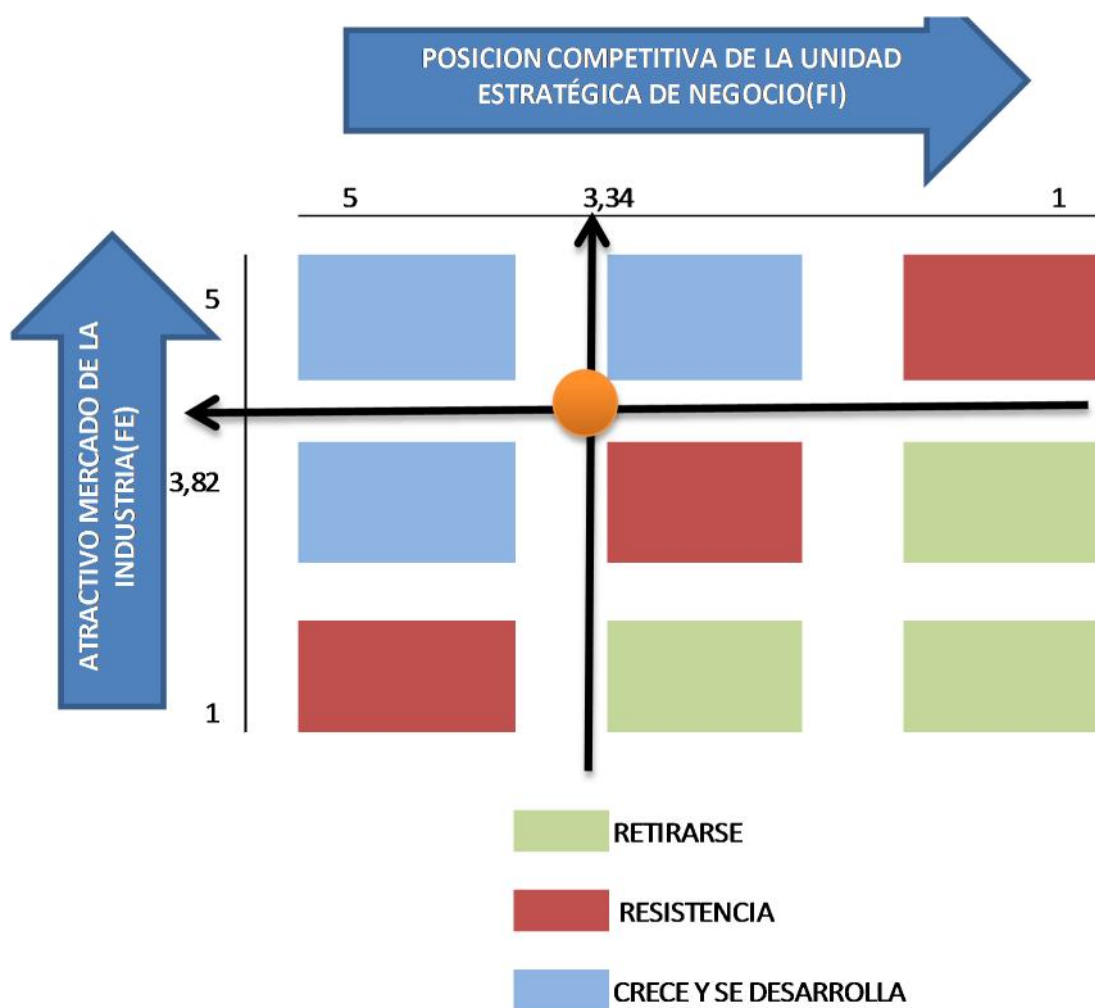 POSICION COMPETITIVA DE LA UNIDAD
ESTRATÉGICA DE NEGOCIO(FI)
5
3,34
1
ATRACTIVO MERCADO DE LA
INDUSTRIA(FE)
5
3,82
1
RETIRARSE
RESISTENCIA
CRECE Y SE DESARROLLA